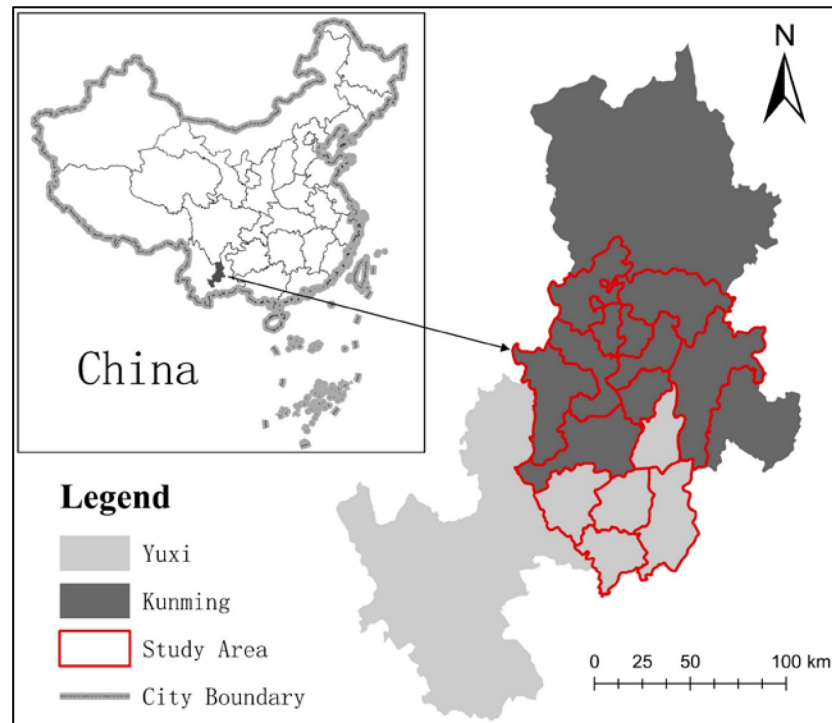 China
N
Legend
Yuxi
Kunming
Study Area
City Boundary
0 25 50 100 km